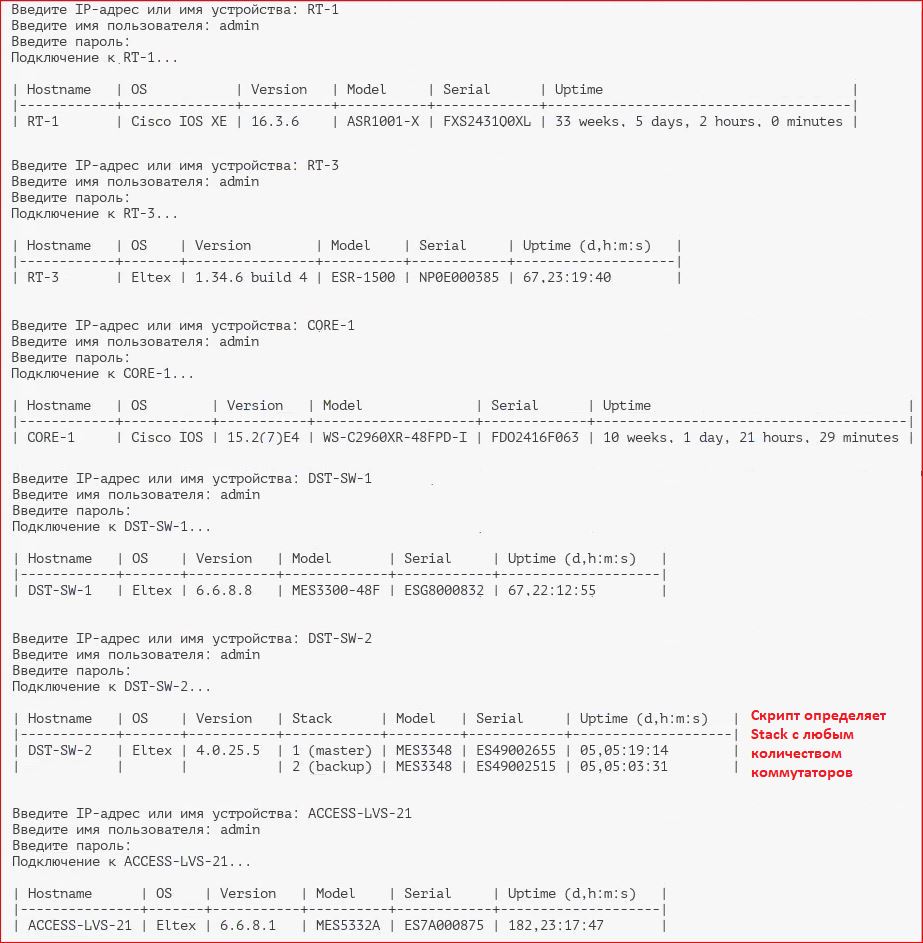 Введите IP-адрес или имя устройства: RT-1
Введите имя пользователя: admin
Введите пароль:
Подключение к RT-1...
| Hostname   | OS           | Version   | Model      | Serial      | Uptime                               |
|------------+--------------+-----------+------------+-------------+--------------------------------------|
| RT-1       | Cisco IOS XE | 16.3.6    | ASR1001-X  | FXS2431Q0XL | 33 weeks, 5 days, 2 hours, 0 minutes |
Введите IP-адрес или имя устройства: RT-3
Введите имя пользователя: admin
Введите пароль:
Подключение к RT-3...
| Hostname   | OS    | Version        | Model    | Serial     | Uptime (d,h:m:s)   |
|------------+-------+----------------+----------+------------+--------------------|
| RT-3       | Eltex | 1.34.6 build 4 | ESR-1500 | NP0E000385 | 67,23:19:40        |
Введите IP-адрес или имя устройства: CORE-1
Введите имя пользователя: admin
Введите пароль:
Подключение к CORE-1...
| Hostname   | OS        | Version   | Model              | Serial      | Uptime                                |
|------------+-----------+-----------+--------------------+-------------+---------------------------------------|
| CORE-1     | Cisco IOS | 15.2(7)E4 | WS-C2960XR-48FPD-I | FDO2416F063 | 10 weeks, 1 day, 21 hours, 29 minutes |
Введите IP-адрес или имя устройства: DST-SW-1
Введите имя пользователя: admin
Введите пароль:
Подключение к DST-SW-1...
| Hostname   | OS    | Version   | Model       | Serial     | Uptime (d,h:m:s)   |
|------------+-------+-----------+-------------+------------+--------------------|
| DST-SW-1   | Eltex | 6.6.8.8   | MES3300-48F | ESG8000832 | 67,22:12:55        |
Введите IP-адрес или имя устройства: DST-SW-2
Введите имя пользователя: admin
Введите пароль:
Подключение к DST-SW-2...
| Hostname   | OS    | Version   | Stack      | Model   | Serial     | Uptime (d,h:m:s)   |
|------------+-------+-----------+------------+---------+------------+--------------------|
| DST-SW-2   | Eltex | 4.0.25.5  | 1 (master) | MES3348 | ES49002655 | 05,05:19:14        |
|            |       |           | 2 (backup) | MES3348 | ES49002515 | 05,05:03:31        |
Скрипт определяет
Stack с любым
количеством
коммутаторов
Введите IP-адрес или имя устройства: ACCESS-LVS-21
Введите имя пользователя: admin
Введите пароль:
Подключение к ACCESS-LVS-21...
| Hostname      | OS    | Version   | Model    | Serial     | Uptime (d,h:m:s)   |
|---------------+-------+-----------+----------+------------+--------------------|
| ACCESS-LVS-21 | Eltex | 6.6.8.1   | MES5332A | ES7A000875 | 182,23:17:47       |